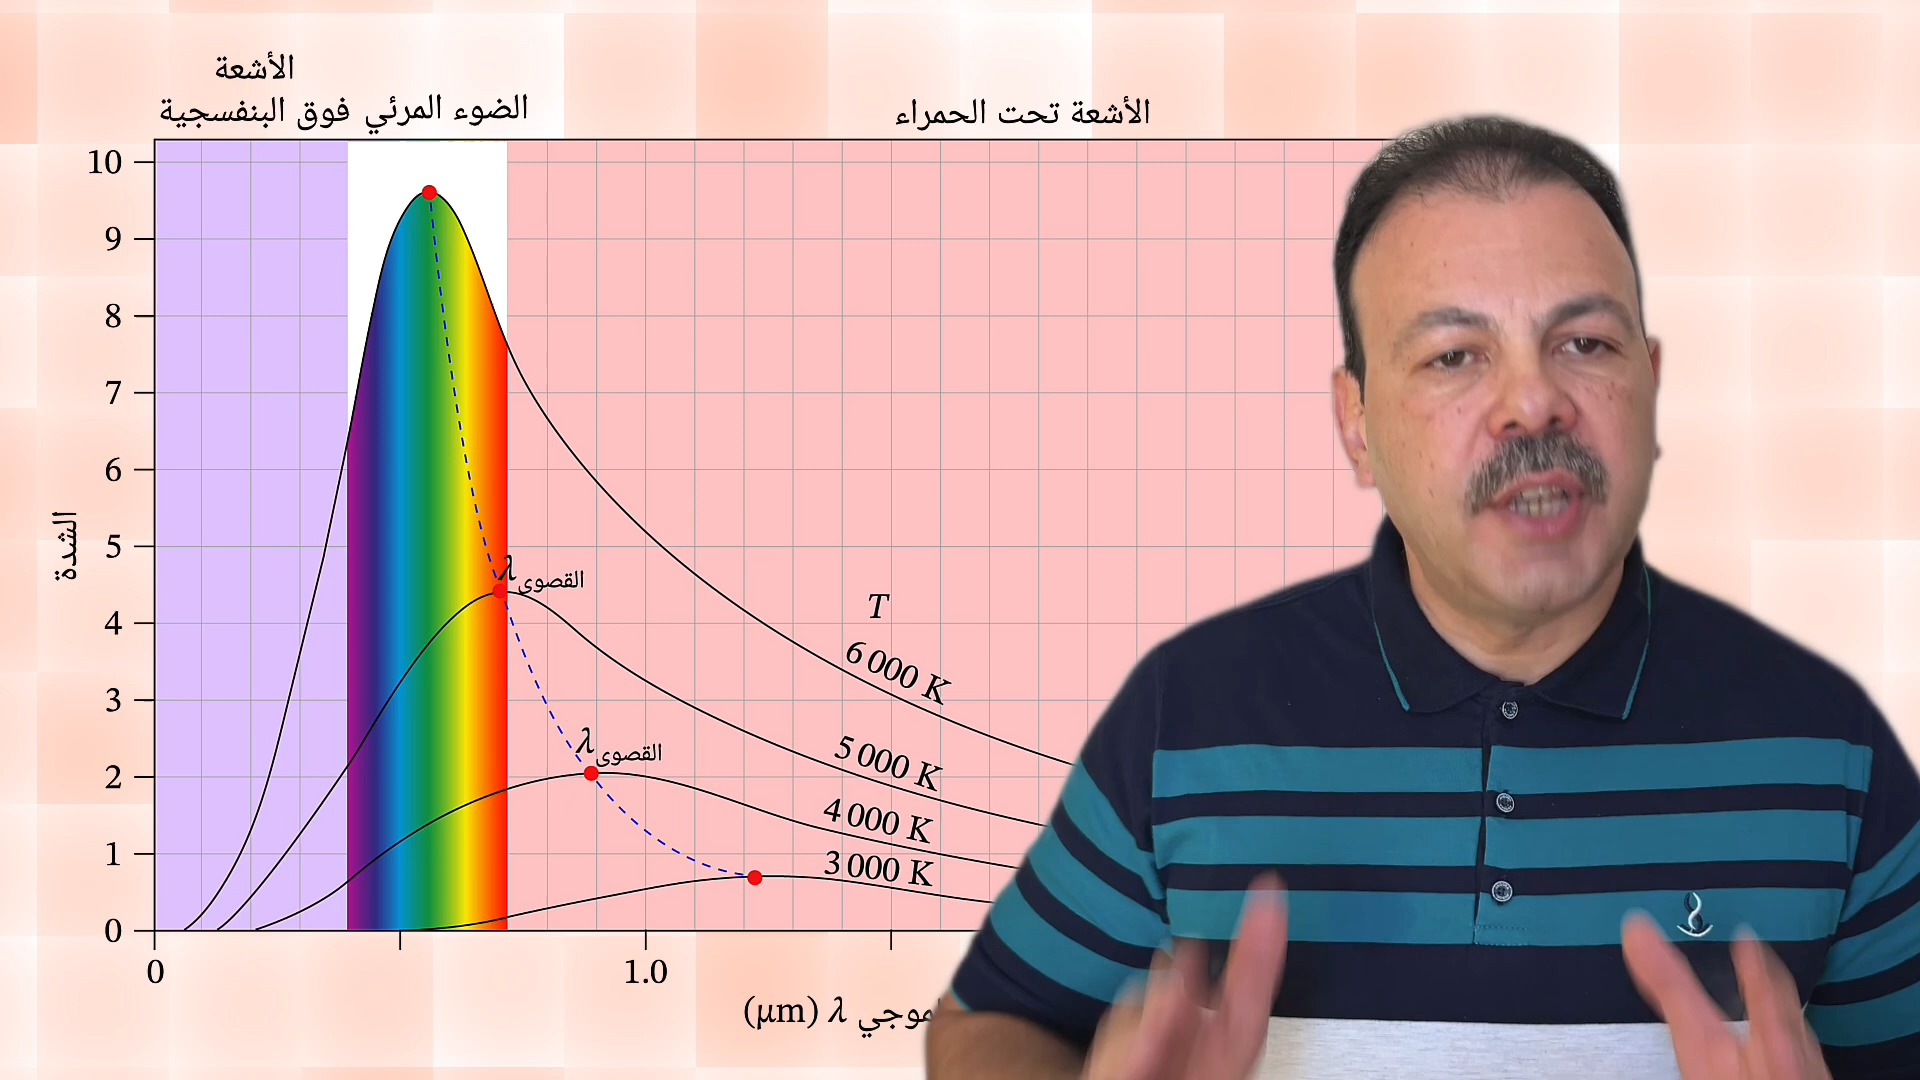 الأشعة
فوق البنفسجية
الضوء المرئي
الأشعة تحت الحمراء
10
9
8
7
6
5
4
3
2
1
0
الشدة
λ القصوى
λ القصوى
T
6 000 K
5 000 K
4 000 K
3 000 K
0
1.0
λ (μm)